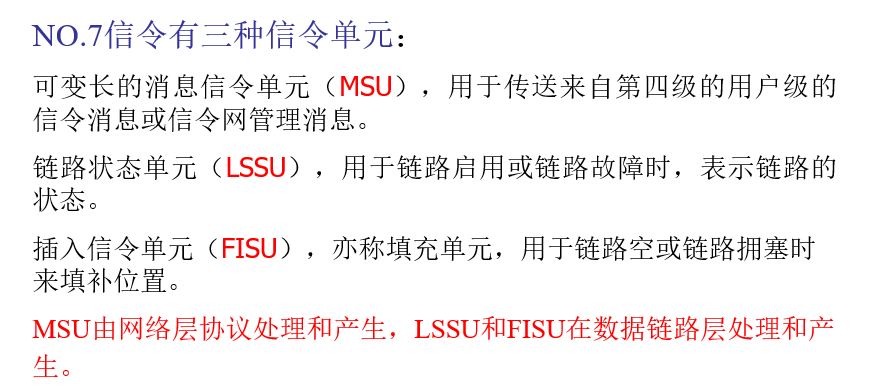 NO.7信令有三种信令单元：
可变长的消息信令单元（MSU），用于传送来自第四级的用户级的
信令消息或信令网管理消息。
链路状态单元（LSSU），用于链路启用或链路故障时，表示链路的
状态。
插入信令单元（FISU），亦称填充单元，用于链路空或链路拥塞时
来填补位置。
MSU由网络层协议处理和产生，LSSU和FISU在数据链路层处理和产
生。